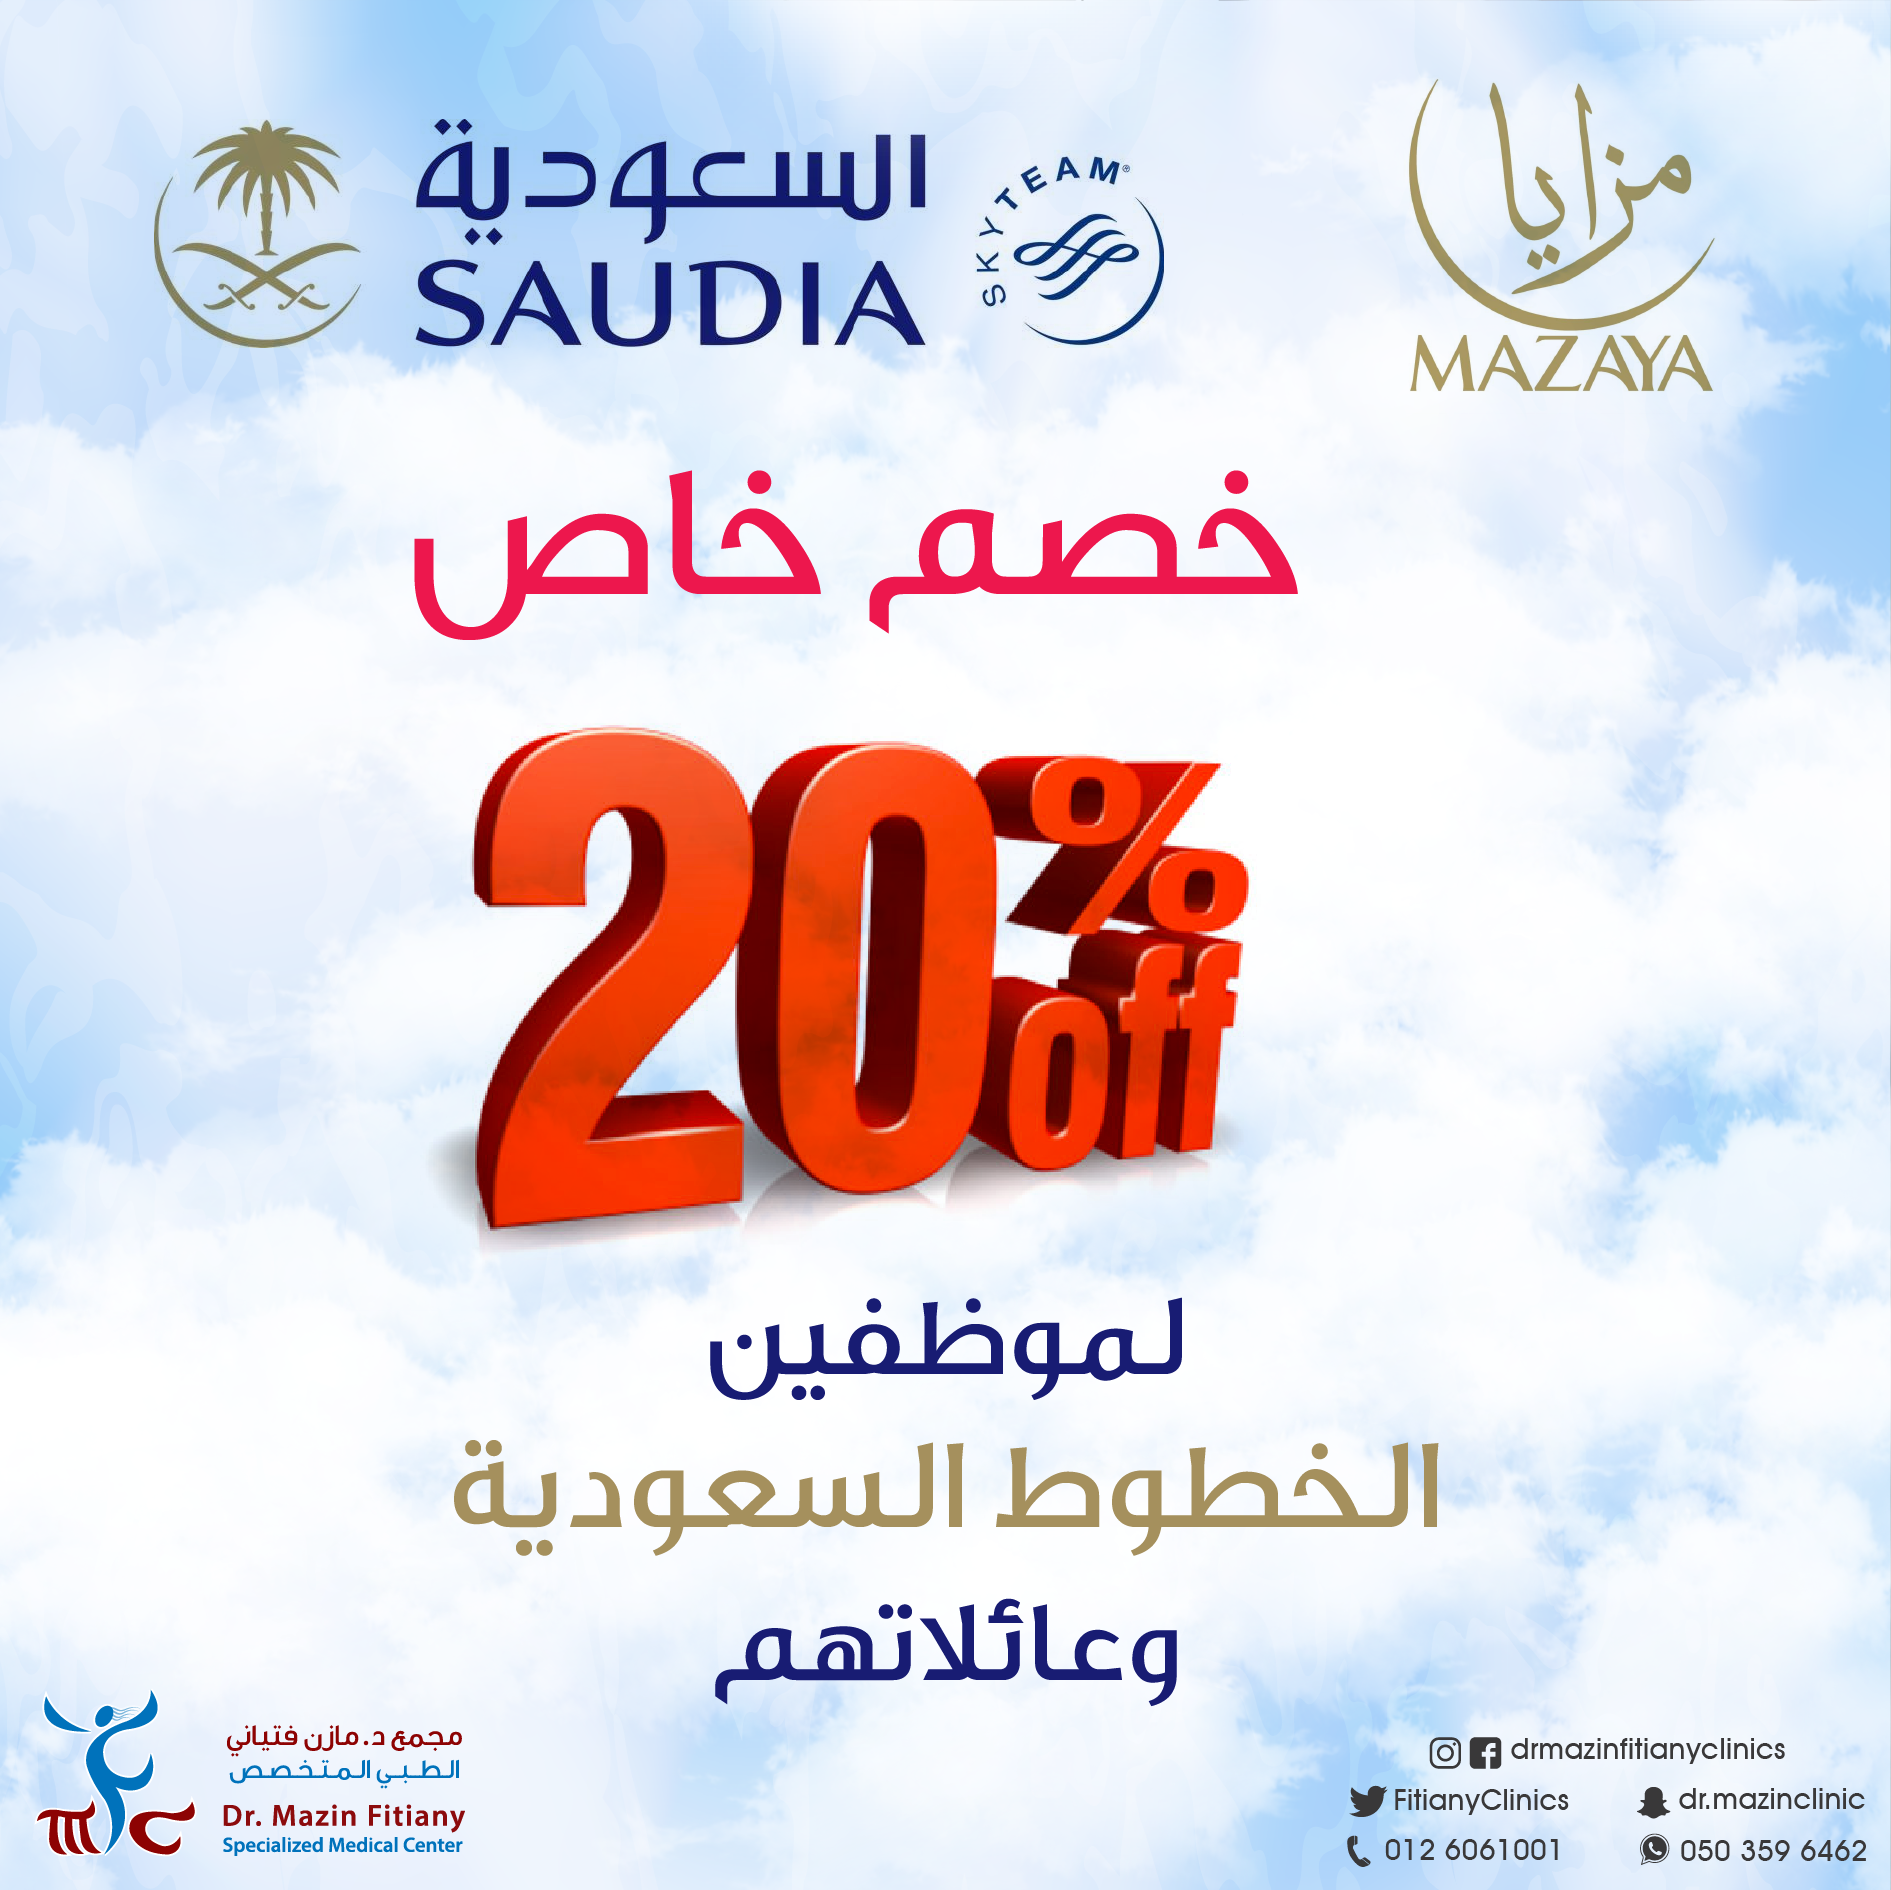 السعودية
SAUDIA
SKYTEAM®
مزايا
MAZAYA
خصم خاص
20% off
لموظفين
الخطوط السعودية
وعائلاتهم
مجمع د. مازن فتياني
الطبي المتخصص
Dr. Mazin Fitiany
Specialized Medical Center
mc
drmazinfitianyclinics
FitianyClinics
dr.mazinclinic
012 6061001
050 359 6462